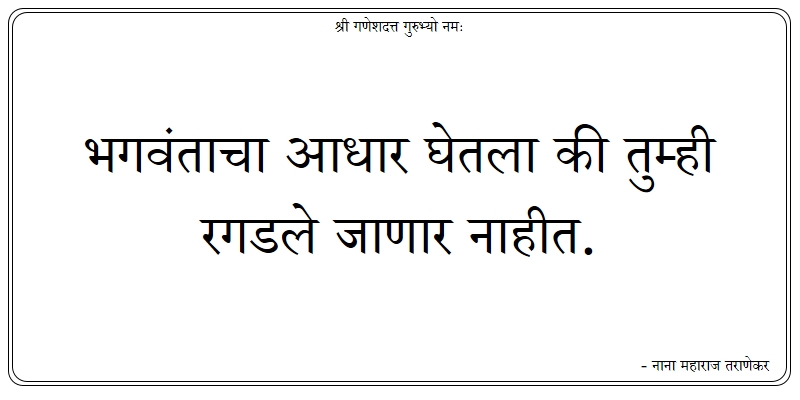 श्री गणेशदत्त गुरुभ्यो नमः
भगवंताचा आधार घेतला की तुम्ही
रगडले जाणार नाहीत.
- नाना महाराज तराणेकर